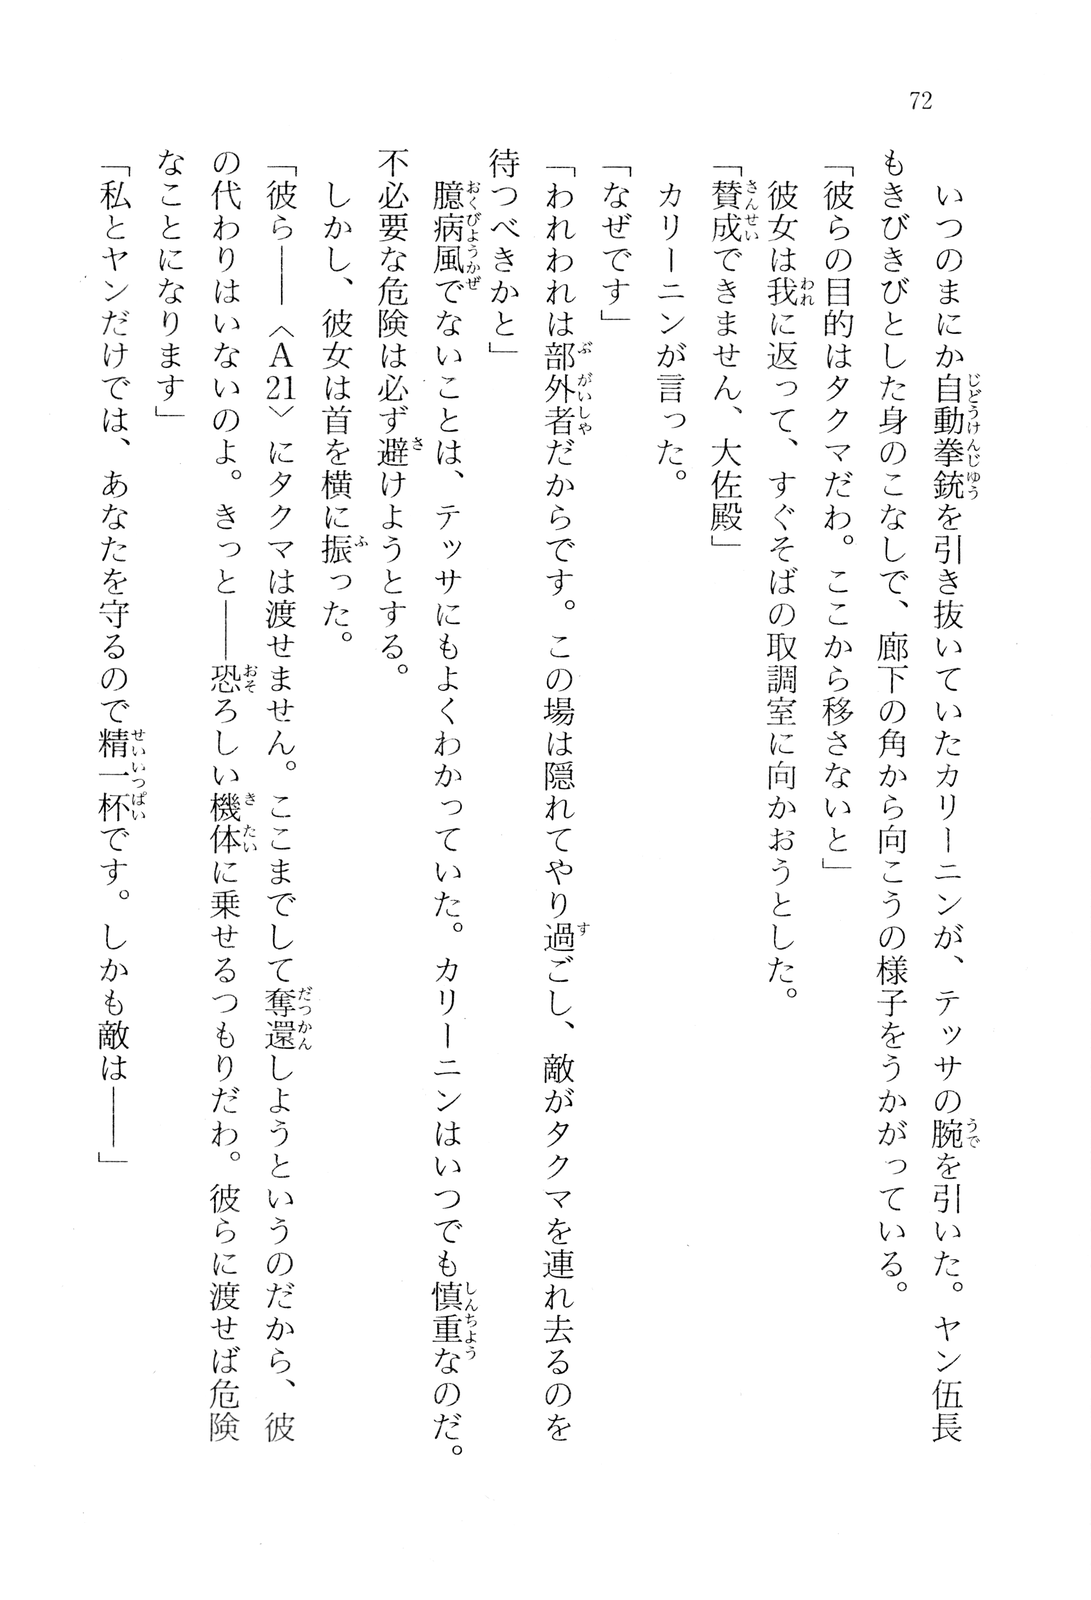 72
いつのまにか自動拳銃を引き抜いていたカリーニンが、テッサの腕を引いた。ヤン伍長
もきびきびとした身のこなしで、廊下の角から向こうの様子をうかがっている。
「彼らの目的はタクマだわ。ここから移さないと」
彼女は我に返って、すぐそばの取調室に向かおうとした。
「賛成できません、大佐殿」
カリーニンが言った。
「なぜです」
「われわれは部外者だからです。この場は隠れてやり過ごし、敵がタクマを連れ去るのを
待つべきかと」
臆病風でないことは、テッサにもよくわかっていた。カリーニンはいつでも慎重なのだ。
不必要な危険は必ず避けようとする。
しかし、彼女は首を横に振った。
「彼ら――〈A21〉にタクマは渡せません。ここまでして奪還しようというのだから、彼
の代わりはいないのよ。きっと――恐ろしい機体に乗せるつもりだわ。彼らに渡せば危険
なことになります」
「私とヤンだけでは、あなたを守るので精一杯です。しかも敵は――」